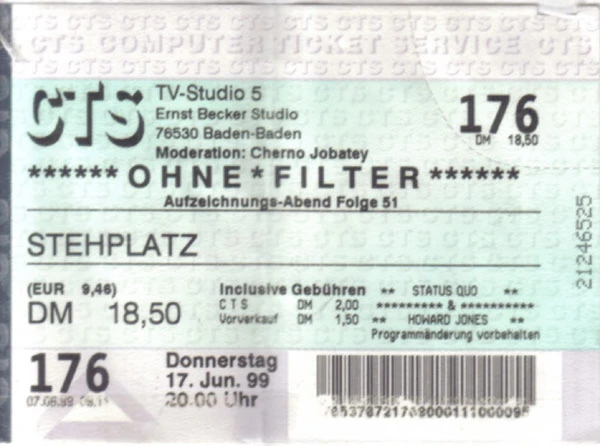 CTS COMPUTER TICKET SERVICE CTS
CTS
TV-Studio 5
Ernst Becker Studio
76530 Baden-Baden
Moderation: Cherno Jobatey
176
DM 18,50
****** OHNE*FILTER ******
Aufzeichnungs-Abend Folge 51
STEHPLATZ
21246525
(EUR 9,46)
DM 18,50
Inclusive Gebühren
CTS DM 2,00
Vorverkauf DM 1,50
** STATUS QUO **
********* & *********
** HOWARD JONES **
Programmänderung vorbehalten
176
Donnerstag
17. Jun. 99
20.00 Uhr